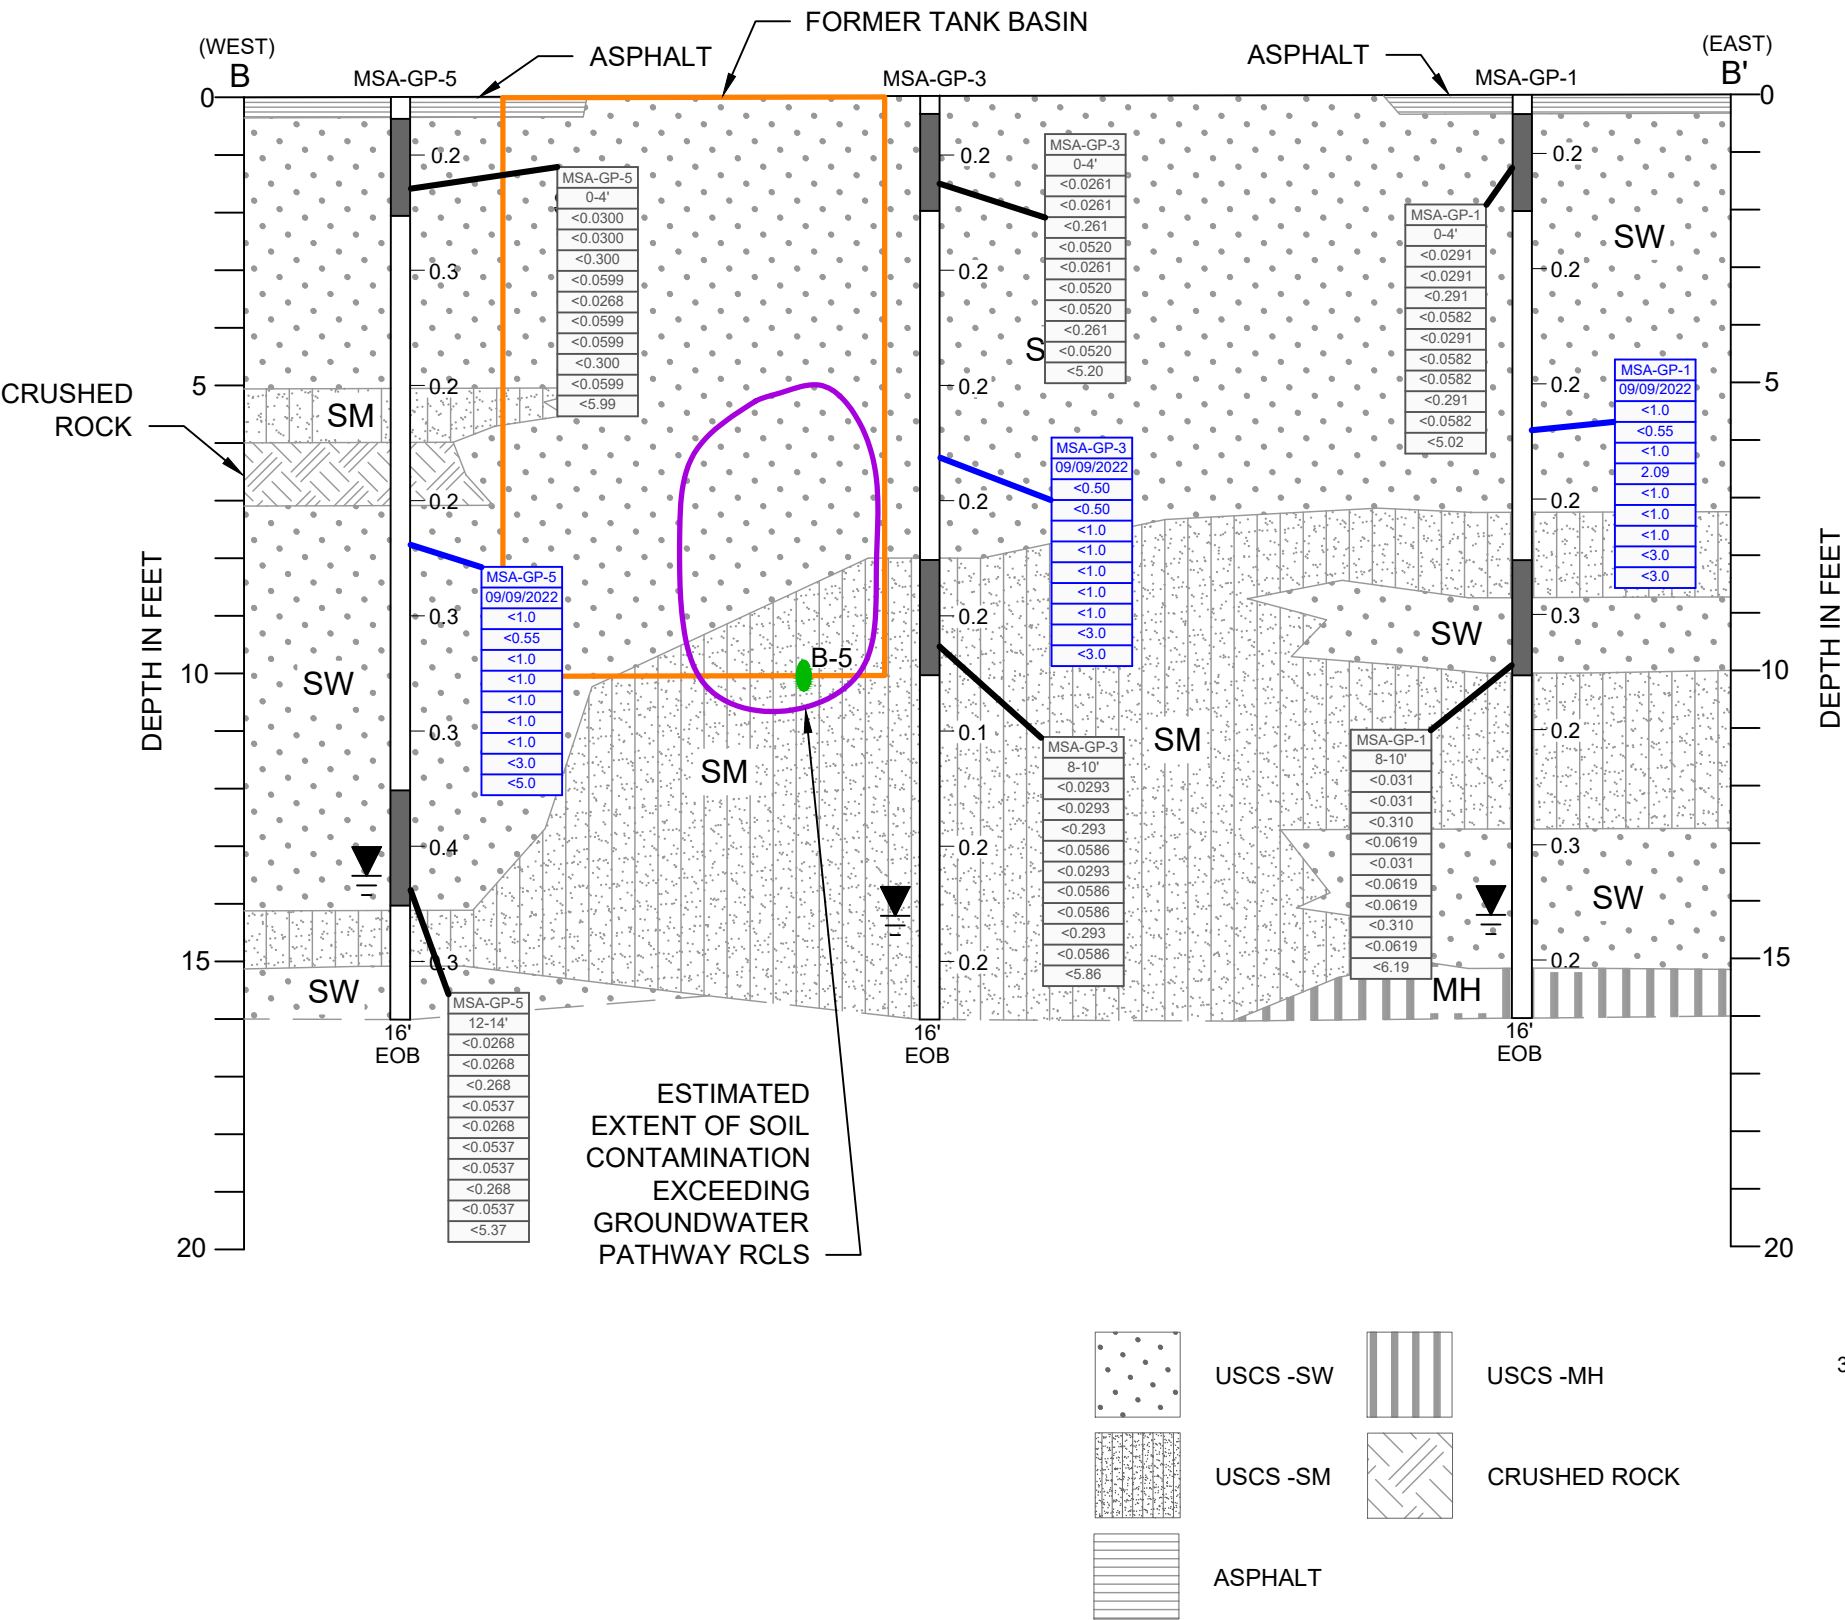 FORMER TANK BASIN
(WEST)
B
ASPHALT
ASPHALT
(EAST)
B'
MSA-GP-5
MSA-GP-3
MSA-GP-1
0
0
0.2
0.3
0.2
0.2
0.3
0.3
0.4
0.3
0.2
0.2
0.2
0.2
0.2
0.1
0.2
0.2
0.2
0.2
0.2
0.2
0.3
0.2
0.3
0.2
MSA-GP-5
0-4'
<0.0300
<0.0300
<0.300
<0.0599
<0.0268
<0.0599
<0.0599
<0.300
<0.0599
<5.99
MSA-GP-3
0-4'
<0.0261
<0.0261
<0.261
<0.0520
<0.0261
<0.0520
<0.0520
<0.261
<0.0520
<5.20
MSA-GP-1
0-4'
<0.0291
<0.0291
<0.291
<0.0582
<0.0291
<0.0582
<0.0582
<0.291
<0.0582
<5.02
SW
S
CRUSHED
ROCK
5
5
SM
MSA-GP-1
09/09/2022
<1.0
<0.55
<1.0
2.09
<1.0
<1.0
<1.0
<3.0
<3.0
MSA-GP-3
09/09/2022
<0.50
<0.50
<1.0
<1.0
<1.0
<1.0
<1.0
<3.0
<3.0
MSA-GP-5
09/09/2022
<1.0
<0.55
<1.0
<1.0
<1.0
<1.0
<1.0
<3.0
<5.0
DEPTH IN FEET
DEPTH IN FEET
10
10
SW
B-5
SW
SM
SM
MSA-GP-3
8-10'
<0.0293
<0.0293
<0.293
<0.0586
<0.0293
<0.0586
<0.0586
<0.293
<0.0586
<5.86
MSA-GP-1
8-10'
<0.031
<0.031
<0.310
<0.0619
<0.031
<0.0619
<0.0619
<0.310
<0.0619
<6.19
SW
15
15
SW
MH
MSA-GP-5
12-14'
<0.0268
<0.0268
<0.268
<0.0537
<0.0268
<0.0537
<0.0537
<0.268
<0.0537
<5.37
16'
EOB
16'
EOB
16'
EOB
ESTIMATED
EXTENT OF SOIL
CONTAMINATION
EXCEEDING
GROUNDWATER
PATHWAY RCLS
20
20
USCS -SW
USCS -MH
USCS -SM
CRUSHED ROCK
ASPHALT
3